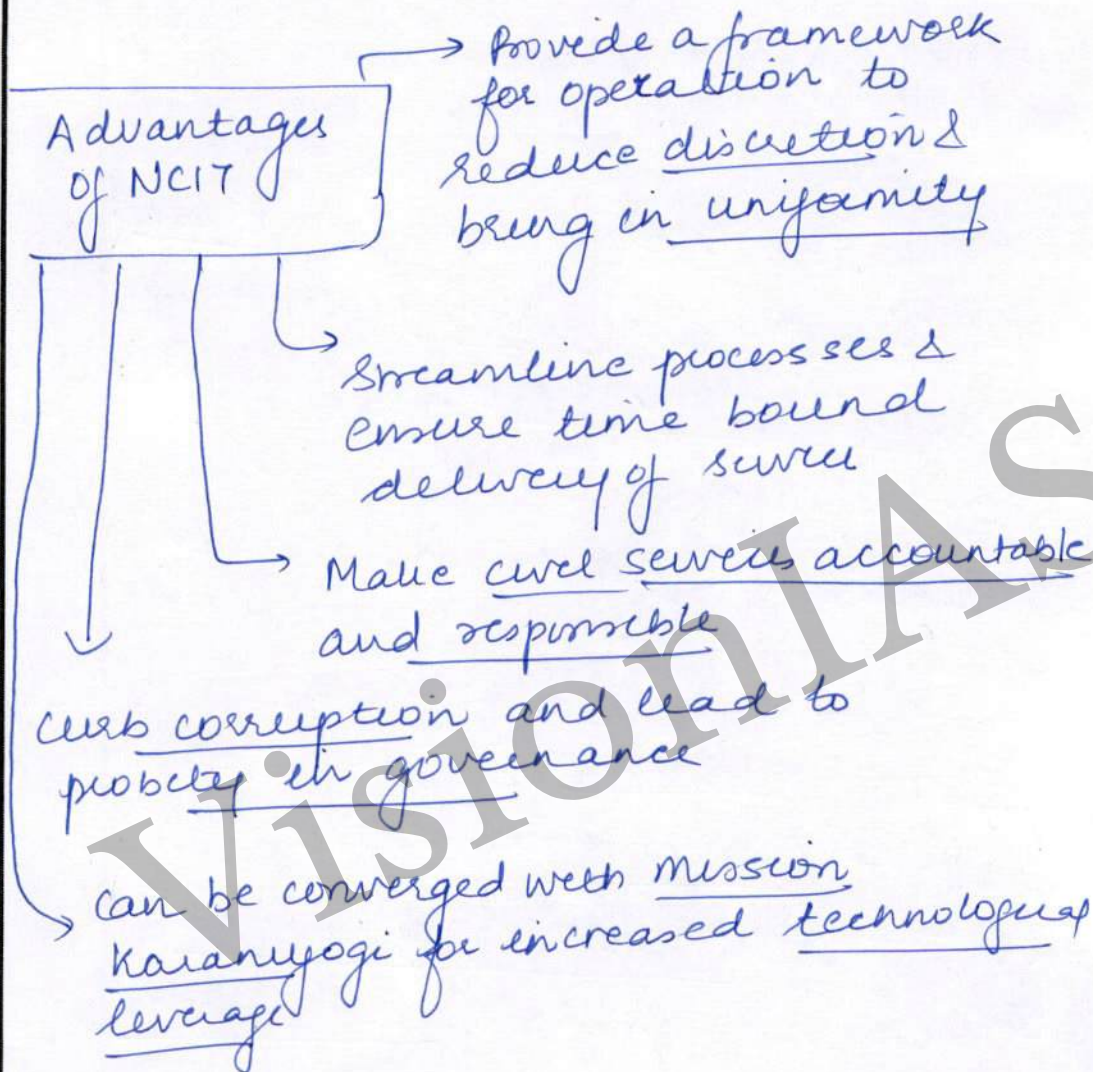 Advantages
of NCIT
Provide a framework
for operation to
reduce discretion &
bring in uniformity
Streamline processses &
ensure time bound
delivery of service
Make civil services accountable
and responsible
curb corruption and lead to
probity in governance
can be converged with Mission
Karamyogi for increased technological
leverage
VisionIAS